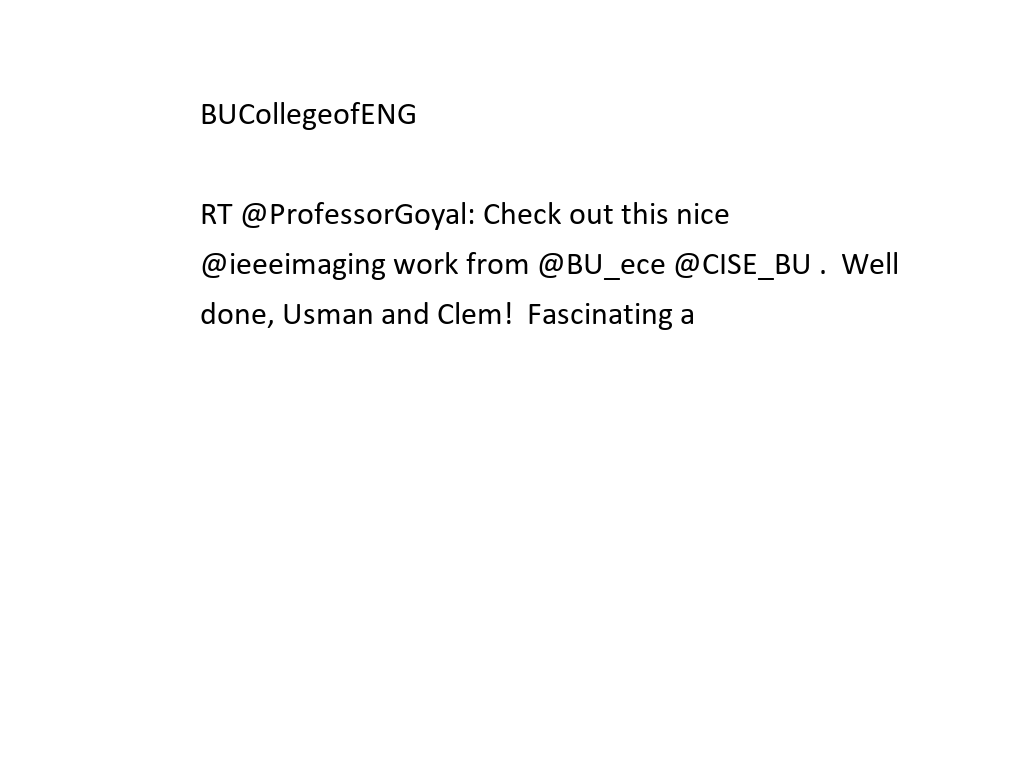 BUCollegeofENG
RT @ProfessorGoyal: Check out this nice
@ieeeimaging work from @BU_ece @CISE_BU .  Well
done, Usman and Clem!  Fascinating a